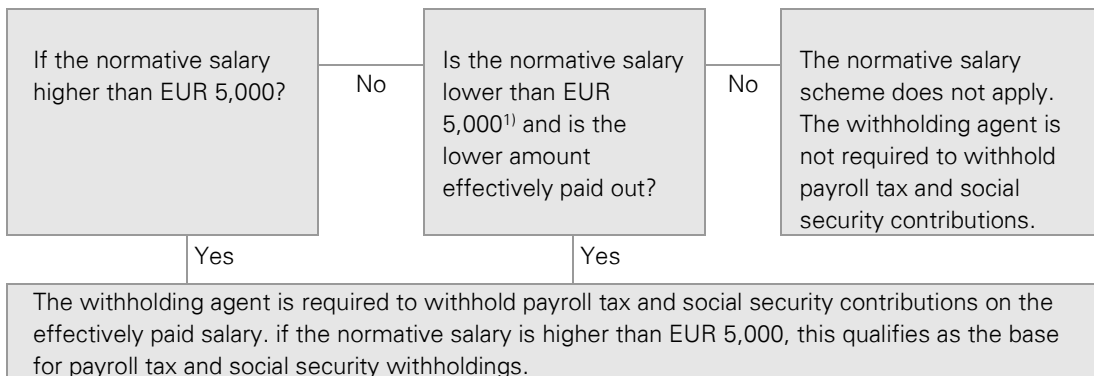 If the normative salary
higher than EUR 5,000?
No
Is the normative salary
lower than EUR
5,000¹⁾ and is the
lower amount
effectively paid out?
No
The normative salary
scheme does not apply.
The withholding agent is
not required to withhold
payroll tax and social
security contributions.
Yes
Yes
The withholding agent is required to withhold payroll tax and social security contributions on the
effectively paid salary. if the normative salary is higher than EUR 5,000, this qualifies as the base
for payroll tax and social security withholdings.